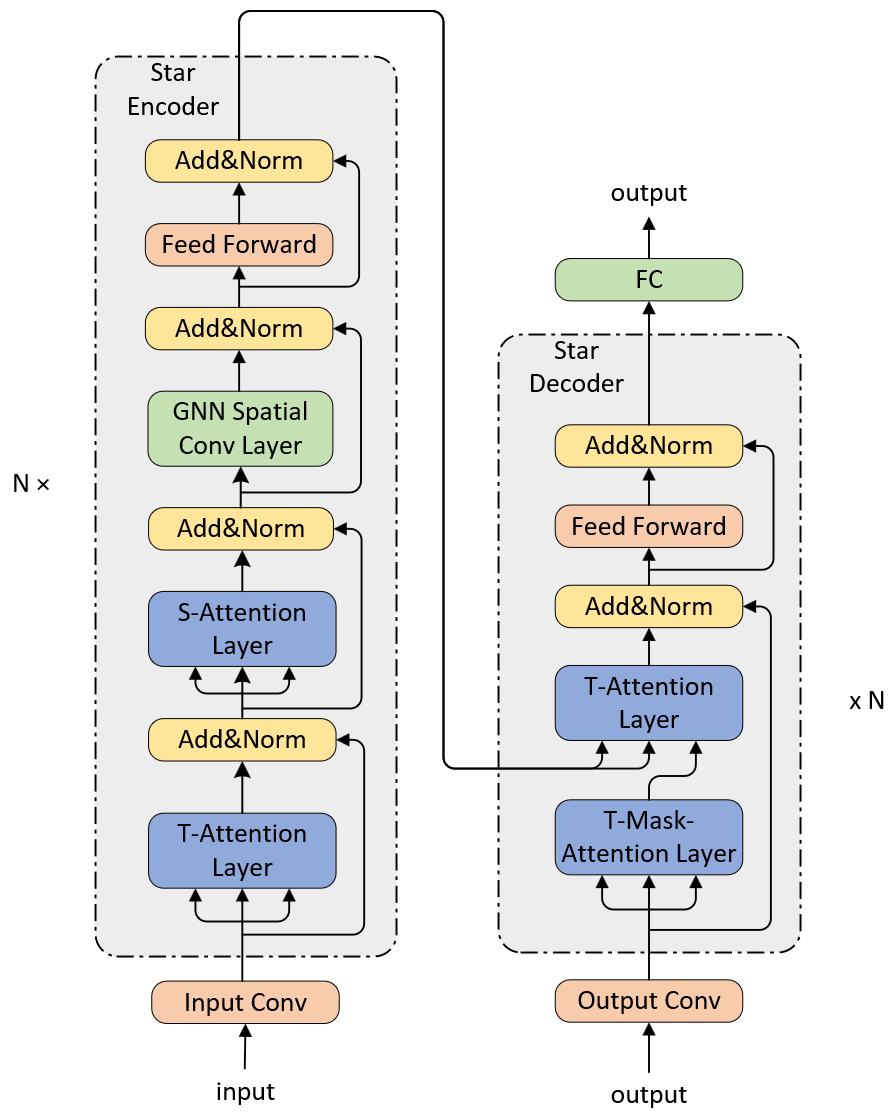 Star
Encoder
Add&Norm
Feed Forward
Add&Norm
GNN Spatial
Conv Layer
N ×
Add&Norm
S-Attention
Layer
Add&Norm
T-Attention
Layer
Input Conv
input
output
FC
Star
Decoder
Add&Norm
Feed Forward
Add&Norm
T-Attention
Layer
x N
T-Mask-
Attention Layer
Output Conv
output